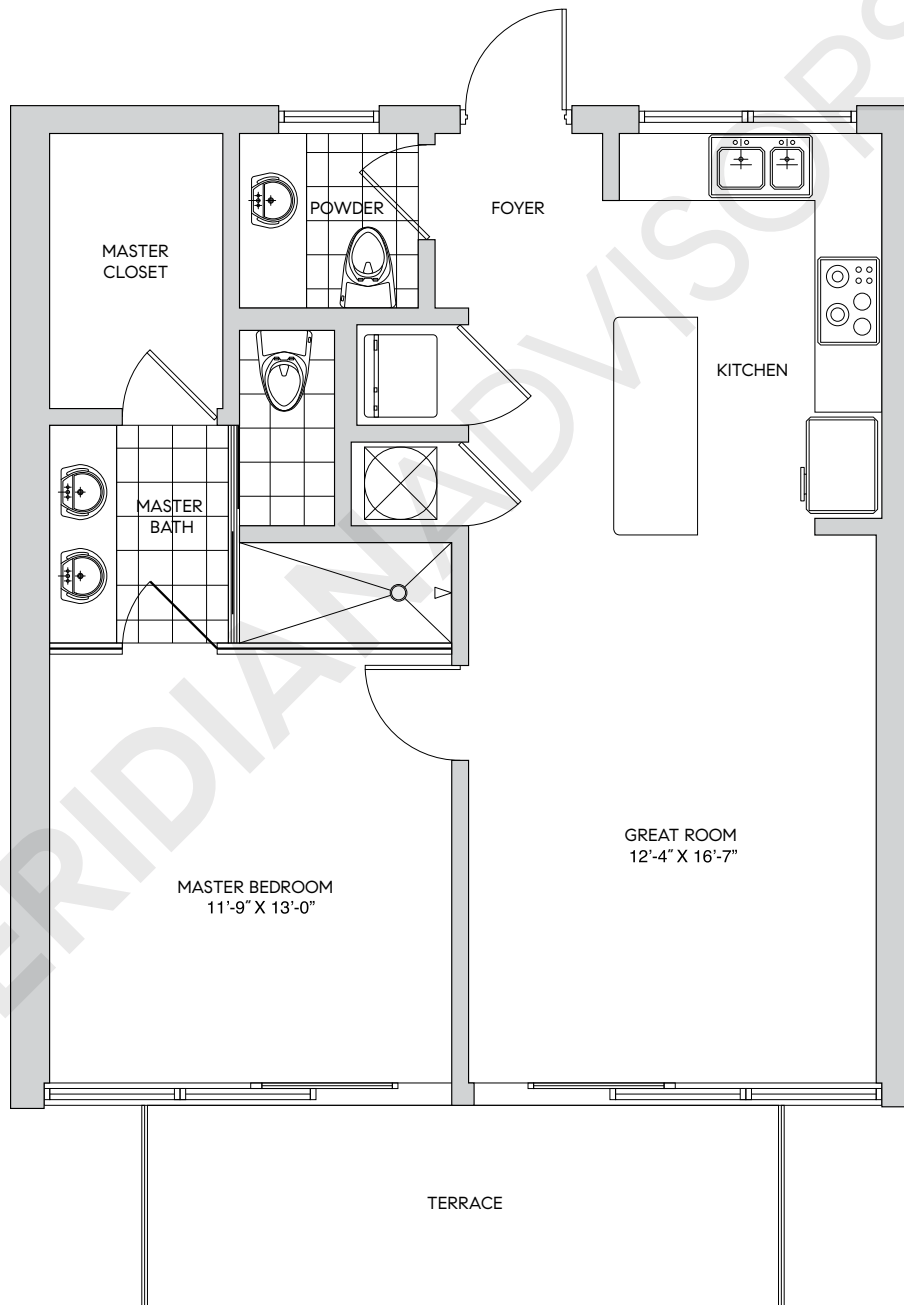 MERIDIANADVISORS
POWDER
FOYER
MASTER
CLOSET
KITCHEN
MASTER
BATH
GREAT ROOM
12'-4" X 16'-7"
MASTER BEDROOM
11'-9" X 13'-0"
TERRACE